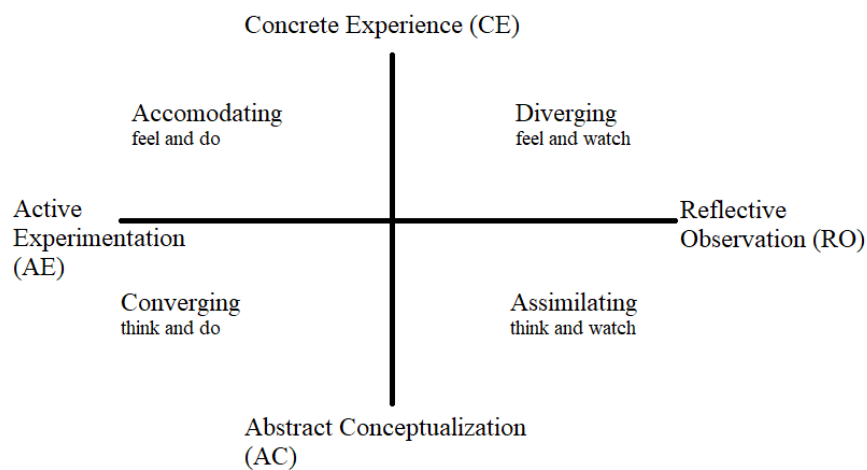 Concrete Experience (CE)
Accomodating
feel and do
Diverging
feel and watch
Active
Experimentation
(AE)
Reflective
Observation (RO)
Converging
think and do
Assimilating
think and watch
Abstract Conceptualization
(AC)